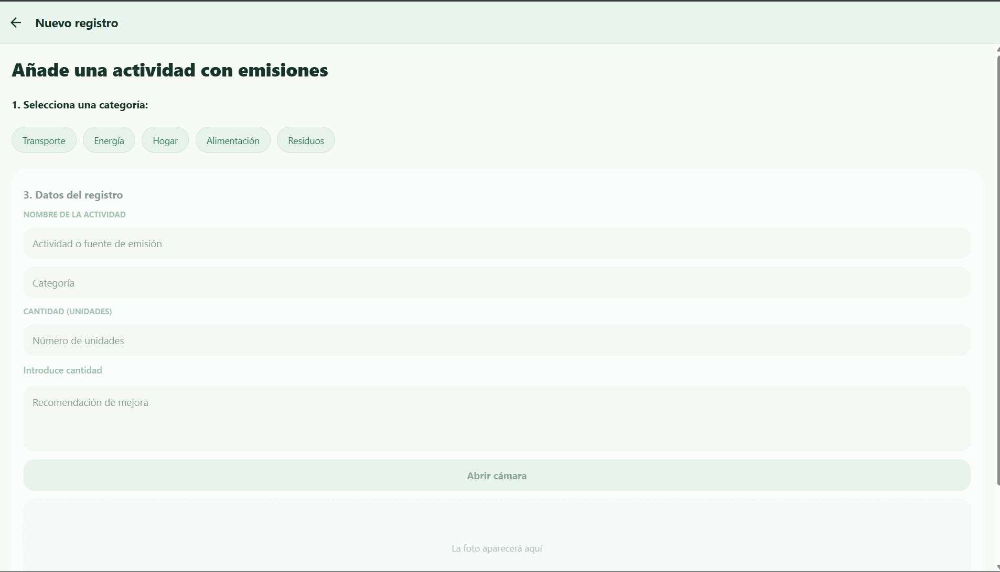 Nuevo registro
Añade una actividad con emisiones
1. Selecciona una categoría:
Transporte Energía Hogar Alimentación Residuos
3. Datos del registro
NOMBRE DE LA ACTIVIDAD
Actividad o fuente de emisión
Categoría
CANTIDAD (UNIDADES)
Número de unidades
Introduce cantidad
Recomendación de mejora
Abrir cámara
La foto aparecerá aquí